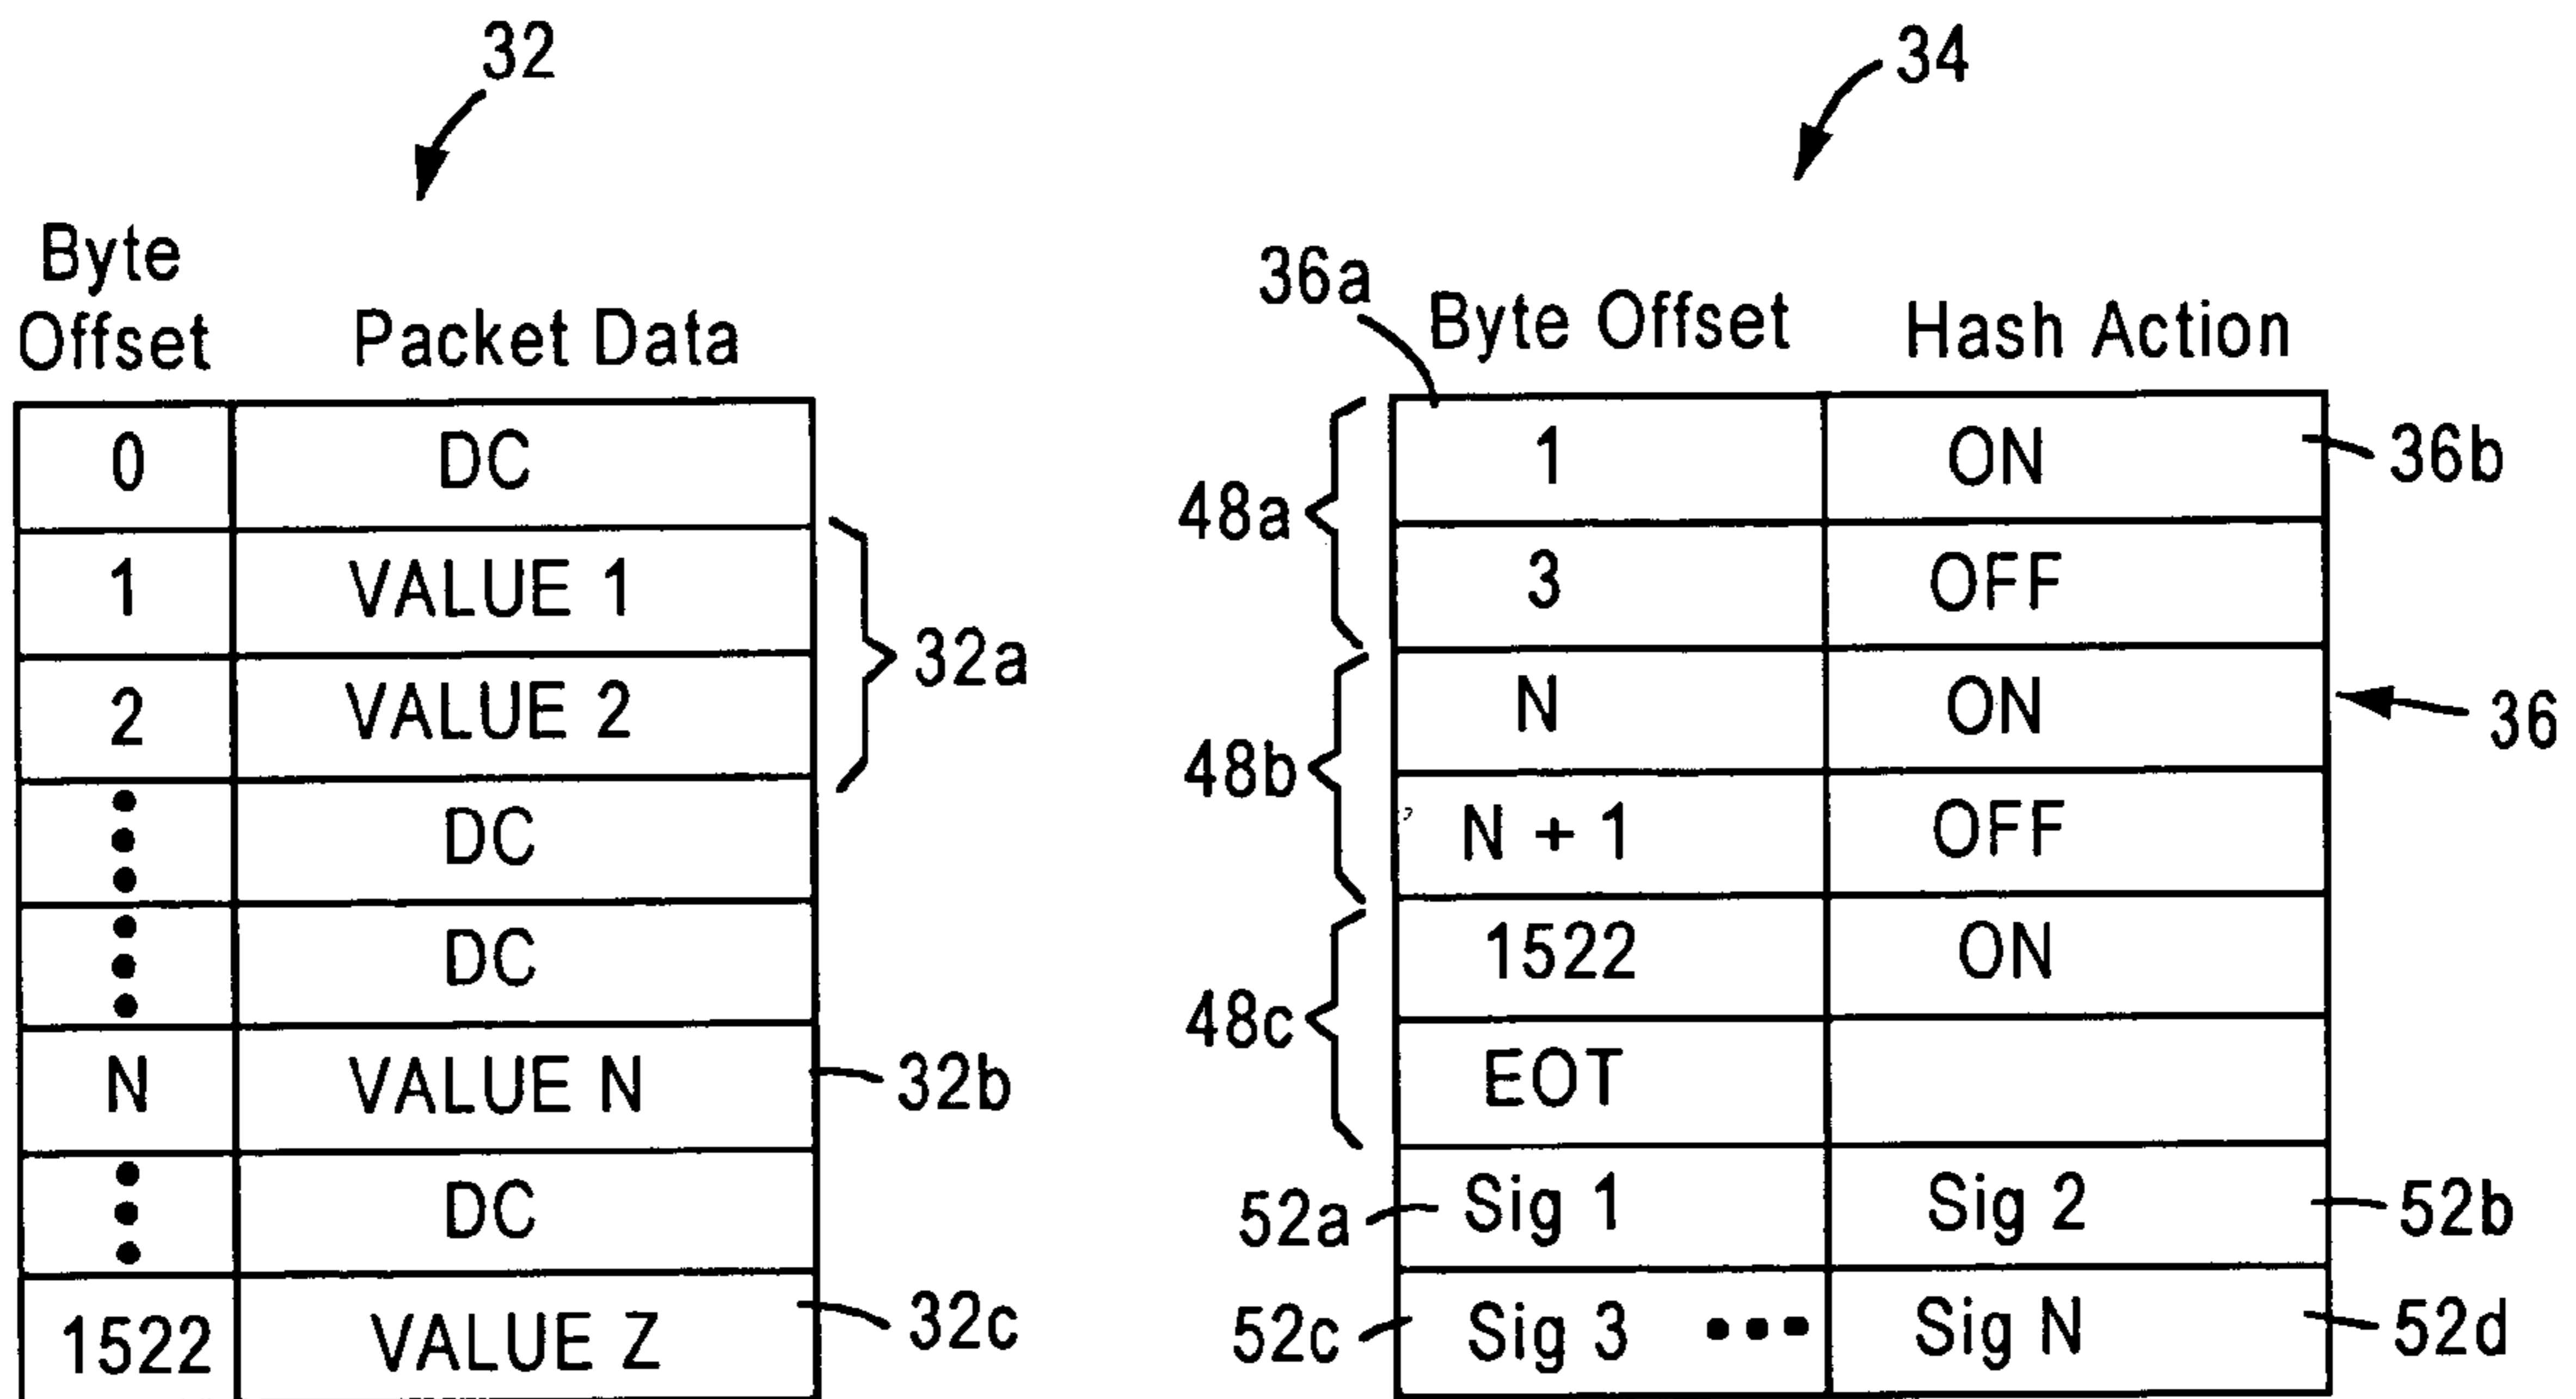 32
Byte
Offset
Packet Data
0 DC
1 VALUE 1
2 VALUE 2
32a
DC
DC
N VALUE N
32b
DC
1522 VALUE Z
32c
34
36a
Byte Offset
Hash Action
1 ON
36b
48a
3 OFF
N ON
36
48b
N + 1 OFF
1522 ON
48c
EOT
52a
Sig 1 Sig 2
52b
52c
Sig 3 ••• Sig N
52d